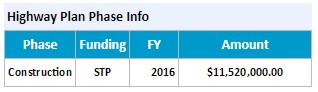 Highway Plan Phase Info
Phase Funding FY Amount
Construction STP 2016 $11,520,000.00